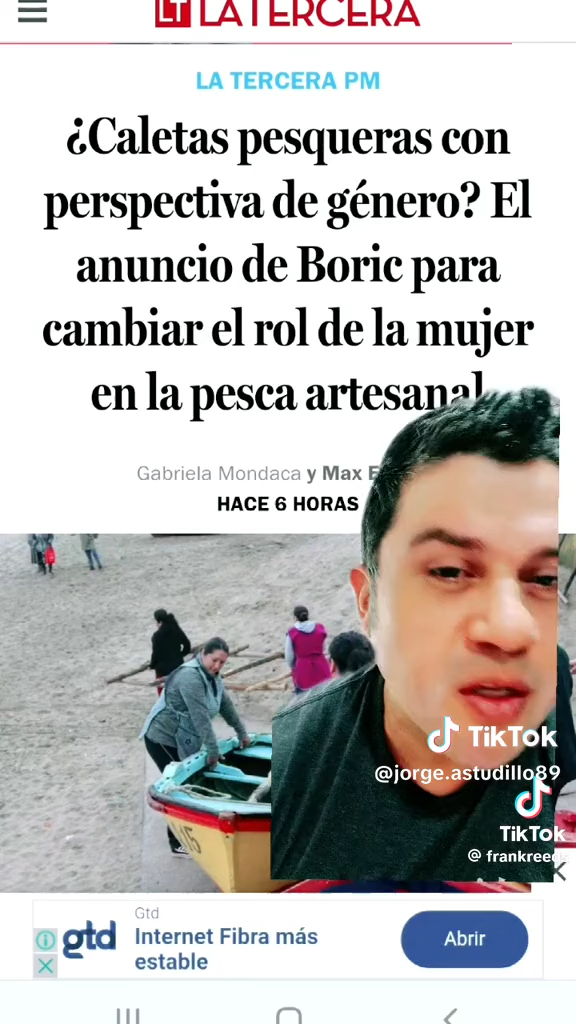 LT LA TERCERA
LA TERCERA PM
¿Caletas pesqueras con
perspectiva de género? El
anuncio de Boric para
cambiar el rol de la mujer
en la pesca artesanal
Gabriela Mondaca y Max
HACE 6 HORAS
TikTok
@jorge.astudillo89
TikTok
Gtd
gtd
Internet Fibra más
estable
Abrir